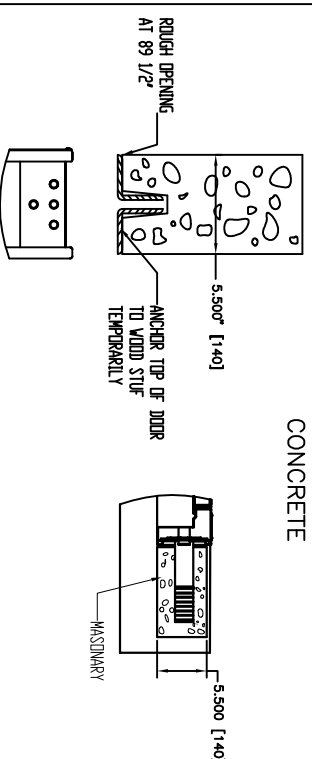 CONCRETE
ROUGH OPENING
AT 89 1/2"
5.500" [140]
ANCHOR TOP OF DOOR
TO WOOD STUF
TEMPORARILY
5.500 [140]
MASONARY